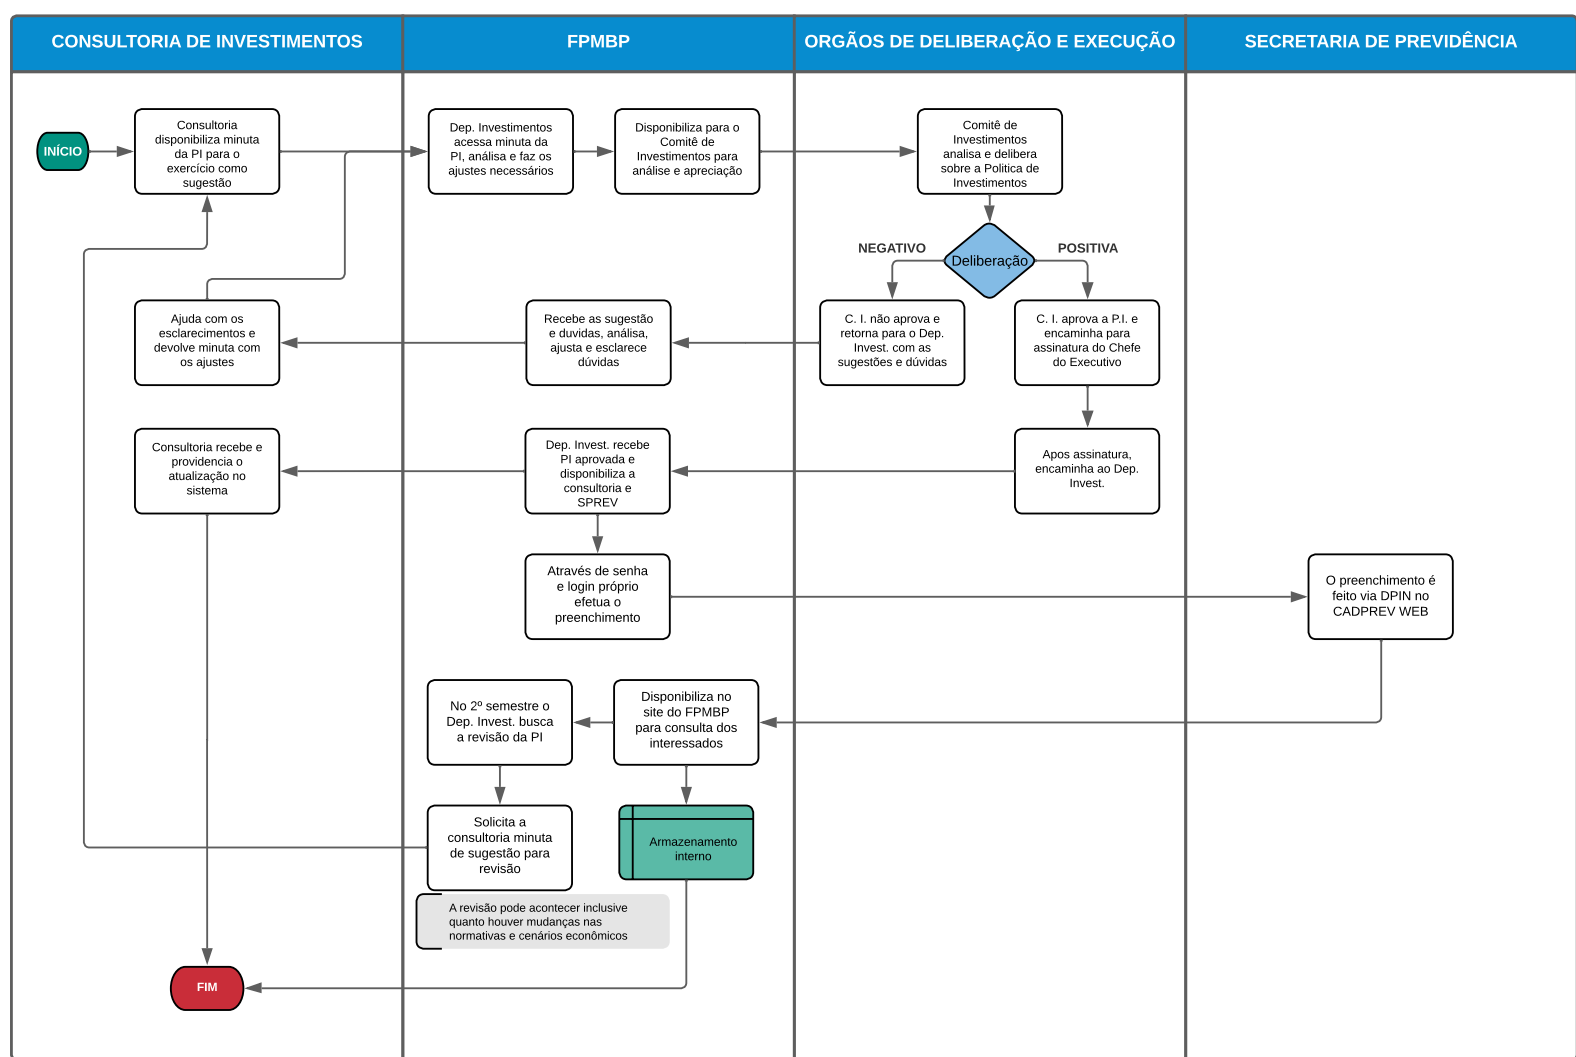 CONSULTORIA DE INVESTIMENTOS
FPMBP
ORGÃOS DE DELIBERAÇÃO E EXECUÇÃO
SECRETARIA DE PREVIDÊNCIA
INÍCIO
Consultoria
disponibiliza minuta
da PI para o
exercício como
sugestão
Dep. Investimentos
acessa minuta da
PI, análisa e faz os
ajustes necessários
Disponibiliza para o
Comitê de
Investimentos para
análise e apreciação
Comitê de
Investimentos
analisa e delibera
sobre a Politica de
Investimentos
NEGATIVO
Deliberação
POSITIVA
Ajuda com os
esclarecimentos e
devolve minuta com
os ajustes
Recebe as sugestão
e duvidas, análisa,
ajusta e esclarece
dúvidas
C. I. não aprova e
retorna para o Dep.
Invest. com as
sugestões e dúvidas
C. I. aprova a P.I. e
encaminha para
assinatura do Chefe
do Executivo
Consultoria recebe e
providencia o
atualização no
sistema
Dep. Invest. recebe
PI aprovada e
disponibiliza a
consultoria e
SPREV
Apos assinatura,
encaminha ao Dep.
Invest.
Através de senha
e login próprio
efetua o
preenchimento
O preenchimento é
feito via DPIN no
CADPREV WEB
No 2º semestre o
Dep. Invest. busca
a revisão da PI
Disponibiliza no
site do FPMBP
para consulta dos
interessados
Solicita a
consultoria minuta
de sugestão para
revisão
Armazenamento
interno
A revisão pode acontecer inclusive
quanto houver mudanças nas
normativas e cenários econômicos
FIM